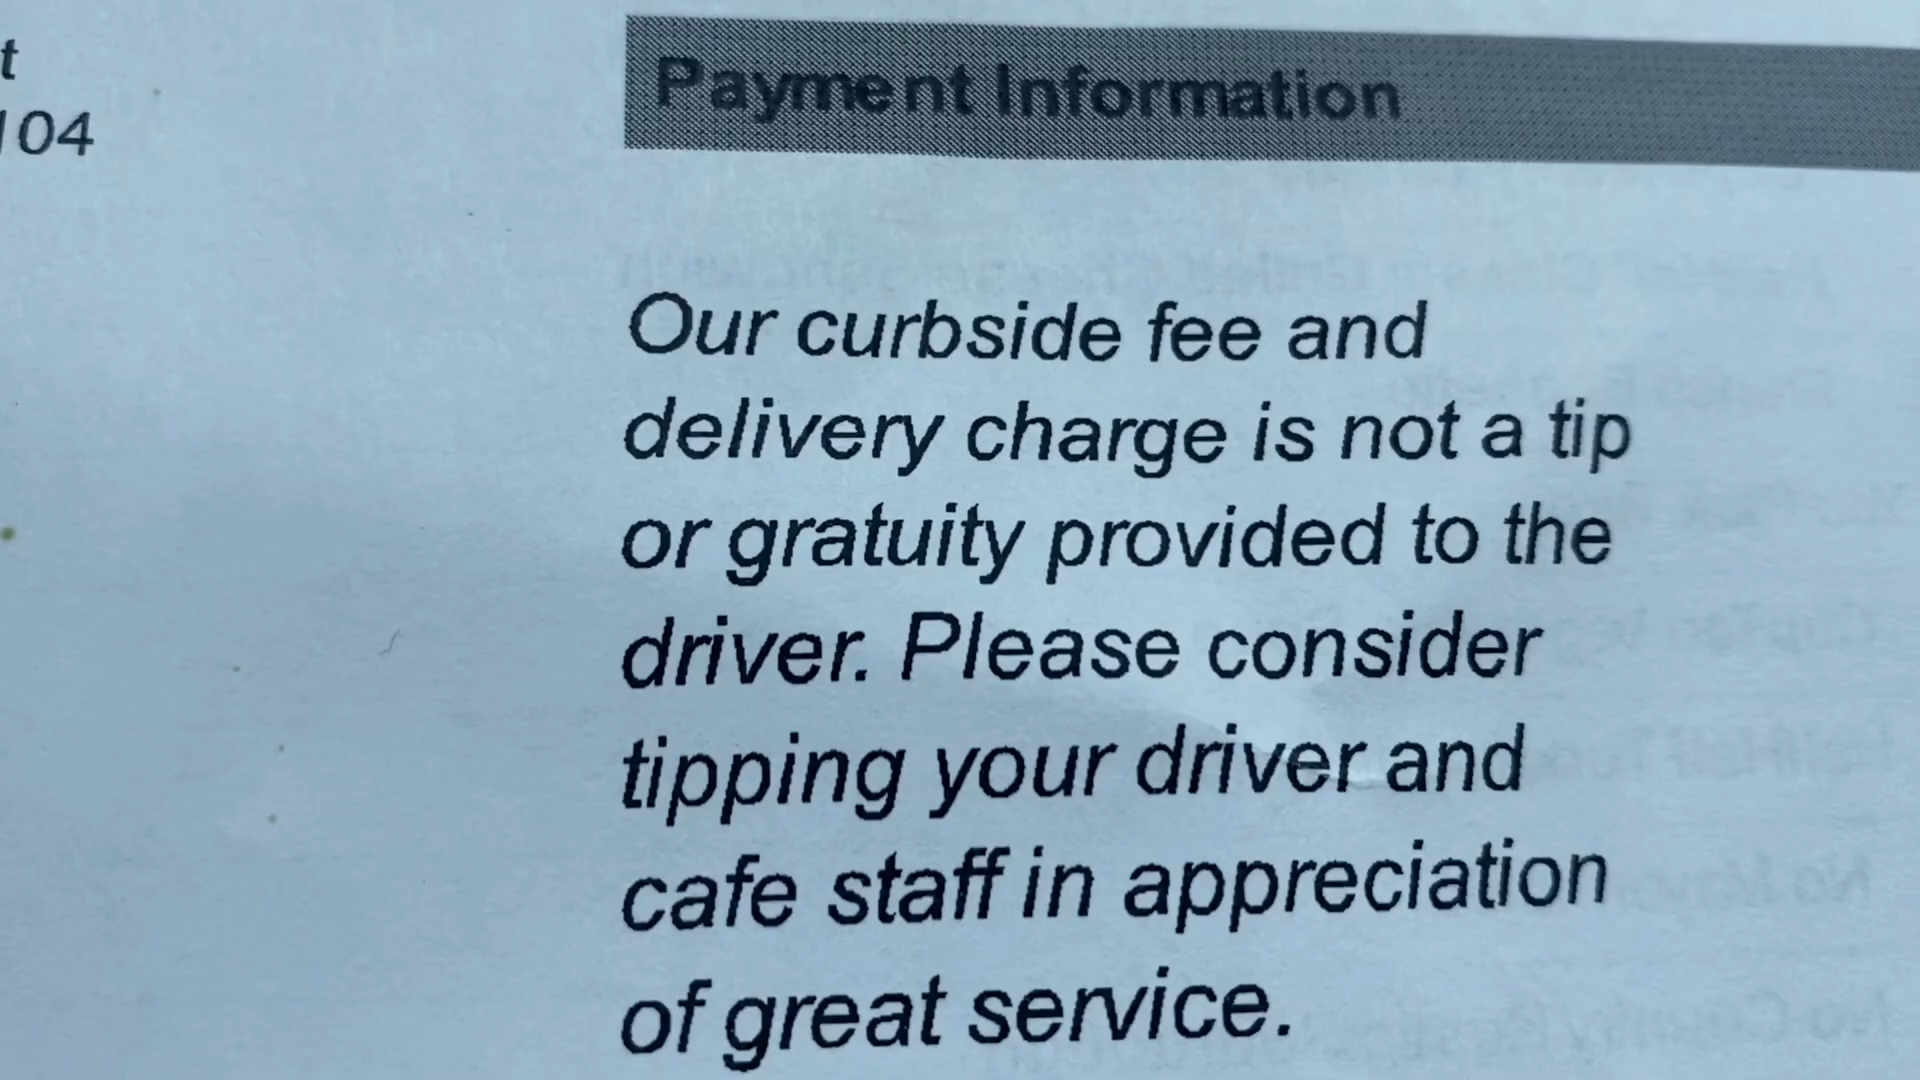 t
104
Payment Information
Our curbside fee and
delivery charge is not a tip
or gratuity provided to the
driver. Please consider
tipping your driver and
cafe staff in appreciation
of great service.